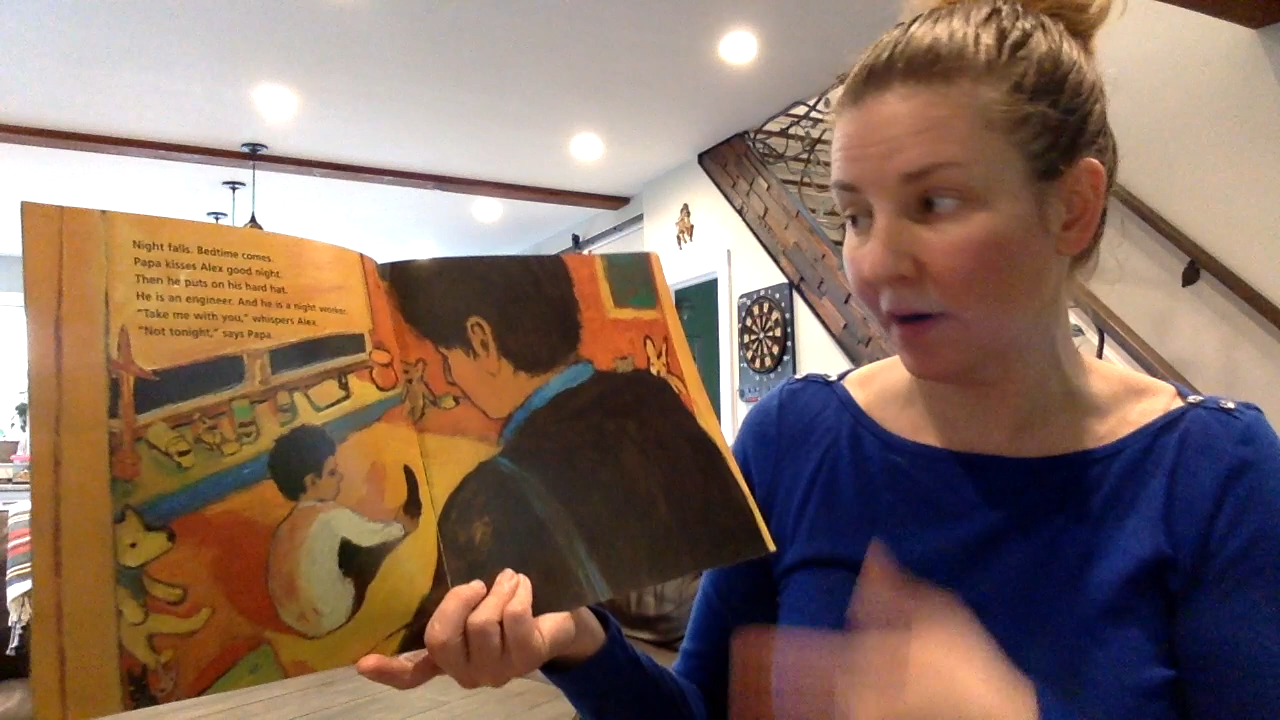 Night falls. Bedtime comes.
Papa kisses Alex good night.
Then he puts on his hard hat.
He is an engineer. And he is a night worker.
"Take me with you," whispers Alex.
"Not tonight," says Papa.